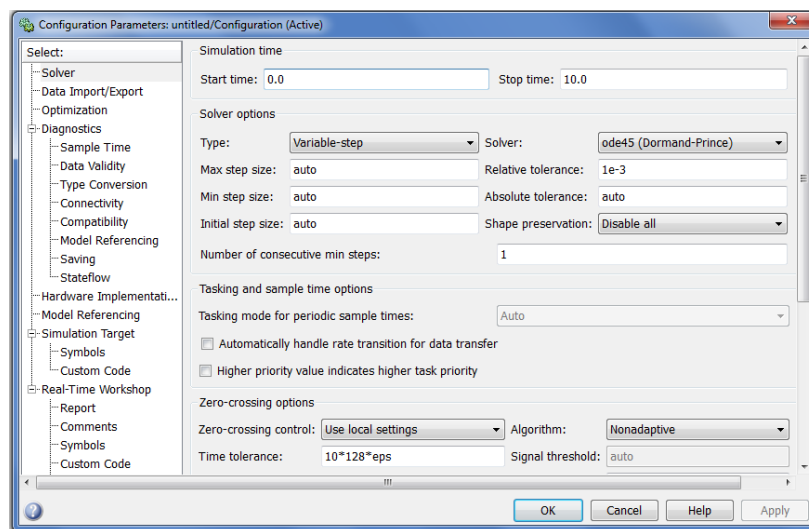 Configuration Parameters: untitled/Configuration (Active)
Select:
Solver
Data Import/Export
Optimization
Diagnostics
Sample Time
Data Validity
Type Conversion
Connectivity
Compatibility
Model Referencing
Saving
Stateflow
Hardware Implementati...
Model Referencing
Simulation Target
Symbols
Custom Code
Real-Time Workshop
Report
Comments
Symbols
Custom Code
Simulation time
Start time: 0.0 Stop time: 10.0
Solver options
Type: Variable-step Solver: ode45 (Dormand-Prince)
Max step size: auto Relative tolerance: 1e-3
Min step size: auto Absolute tolerance: auto
Initial step size: auto Shape preservation: Disable all
Number of consecutive min steps: 1
Tasking and sample time options
Tasking mode for periodic sample times: Auto
Automatically handle rate transition for data transfer
Higher priority value indicates higher task priority
Zero-crossing options
Zero-crossing control: Use local settings Algorithm: Nonadaptive
Time tolerance: 10*128*eps Signal threshold: auto
OK Cancel Help Apply